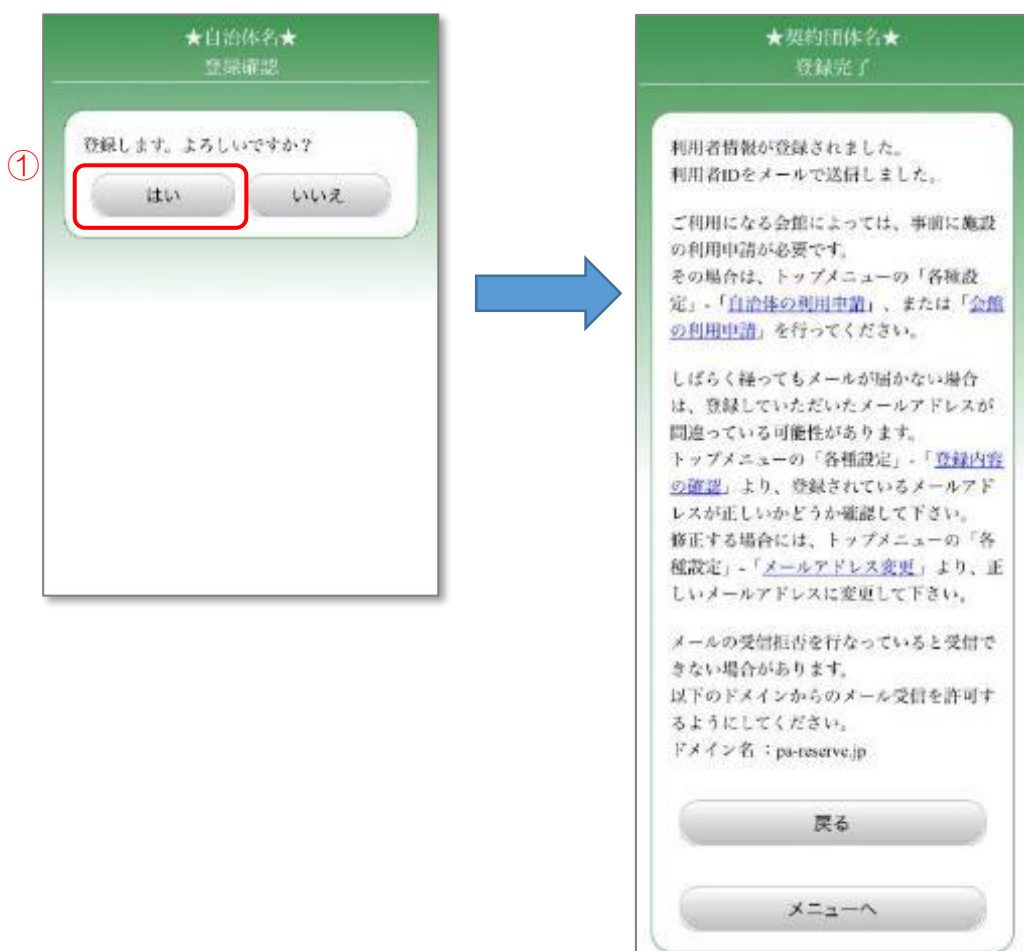 ★自治体名★
登録確認
登録します。よろしいですか？
①
はい
いいえ
★契約団体名★
登録完了
利用者情報が登録されました。
利用者IDをメールで送信しました。
ご利用になる会館によっては、事前に施設
の利用申請が必要です。
その場合は、トップメニューの「各種設
定」-「自治体の利用申請」、または「会館
の利用申請」を行ってください。
しばらく経ってもメールが届かない場合
は、登録していただいたメールアドレスが
間違っている可能性があります。
トップメニューの「各種設定」-「登録内容
の確認」より、登録されているメールアド
レスが正しいかどうか確認して下さい。
修正する場合には、トップメニューの「各
種設定」-「メールアドレス変更」より、正
しいメールアドレスに変更して下さい。
メールの受信拒否を行なっていると受信で
きない場合があります。
以下のドメインからのメール受信を許可す
るようにしてください。
ドメイン名：pa-reserve.jp
戻る
メニューへ